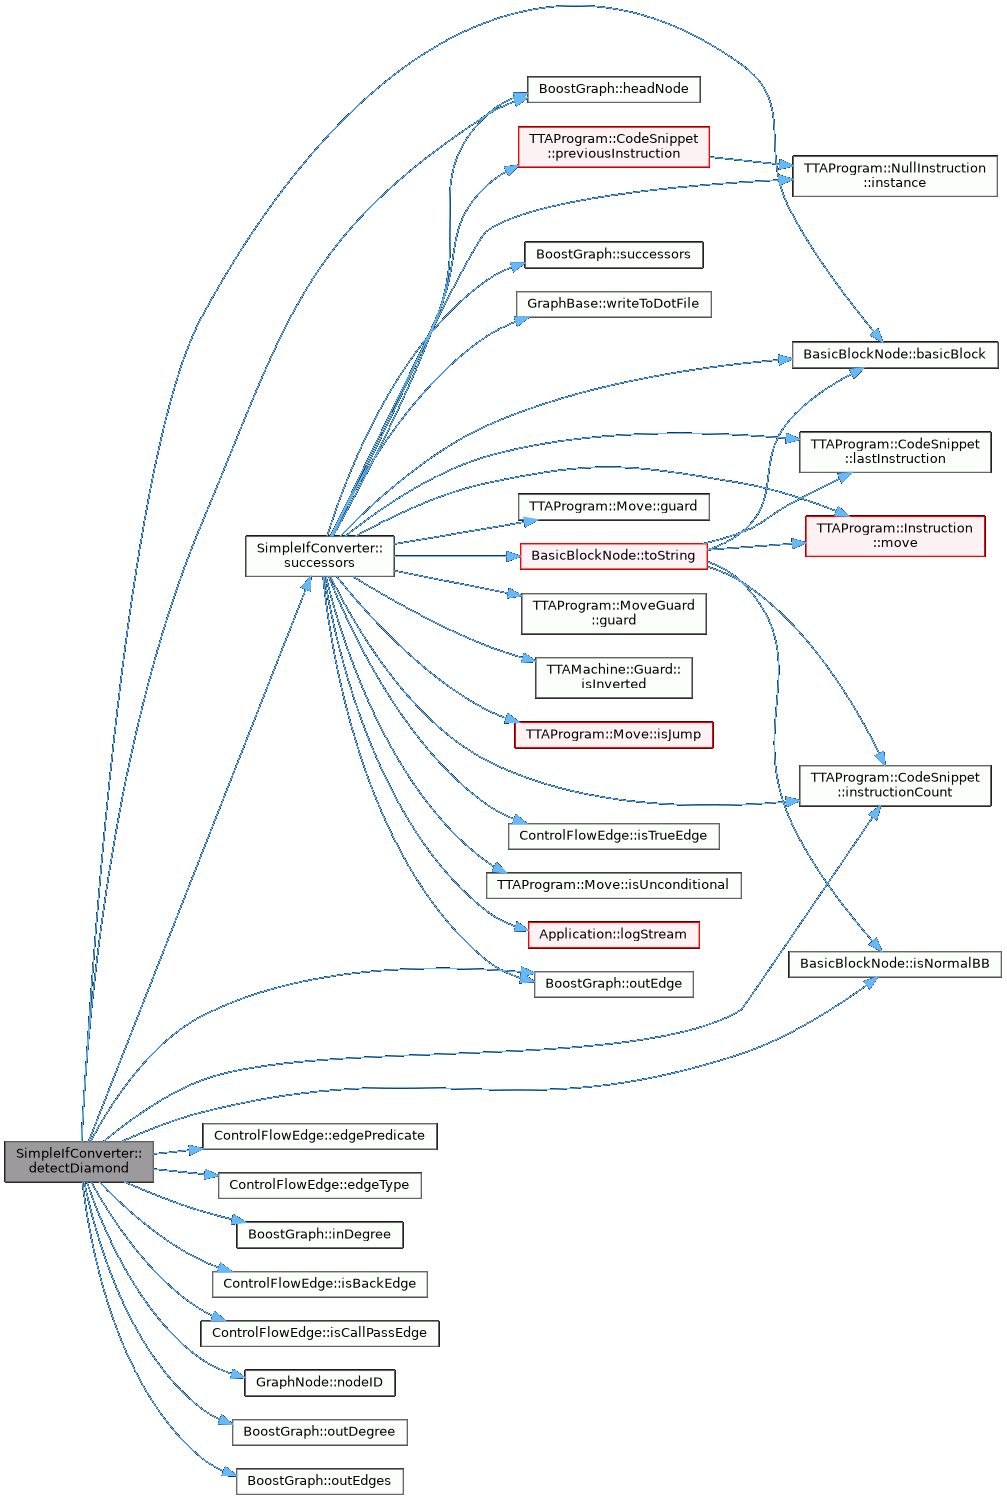 BoostGraph::headNode
TTAProgram::CodeSnippet
::previousInstruction
TTAProgram::NullInstruction
::instance
BoostGraph::successors
GraphBase::writeToDotFile
BasicBlockNode::basicBlock
TTAProgram::CodeSnippet
::lastInstruction
TTAProgram::Move::guard
TTAProgram::Instruction
::move
SimpleIfConverter::
successors
BasicBlockNode::toString
TTAProgram::MoveGuard
::guard
TTAMachine::Guard::
isInverted
TTAProgram::Move::isJump
TTAProgram::CodeSnippet
::instructionCount
ControlFlowEdge::isTrueEdge
TTAProgram::Move::isUnconditional
Application::logStream
BasicBlockNode::isNormalBB
BoostGraph::outEdge
ControlFlowEdge::edgePredicate
SimpleIfConverter::
detectDiamond
ControlFlowEdge::edgeType
BoostGraph::inDegree
ControlFlowEdge::isBackEdge
ControlFlowEdge::isCallPassEdge
GraphNode::nodeID
BoostGraph::outDegree
BoostGraph::outEdges